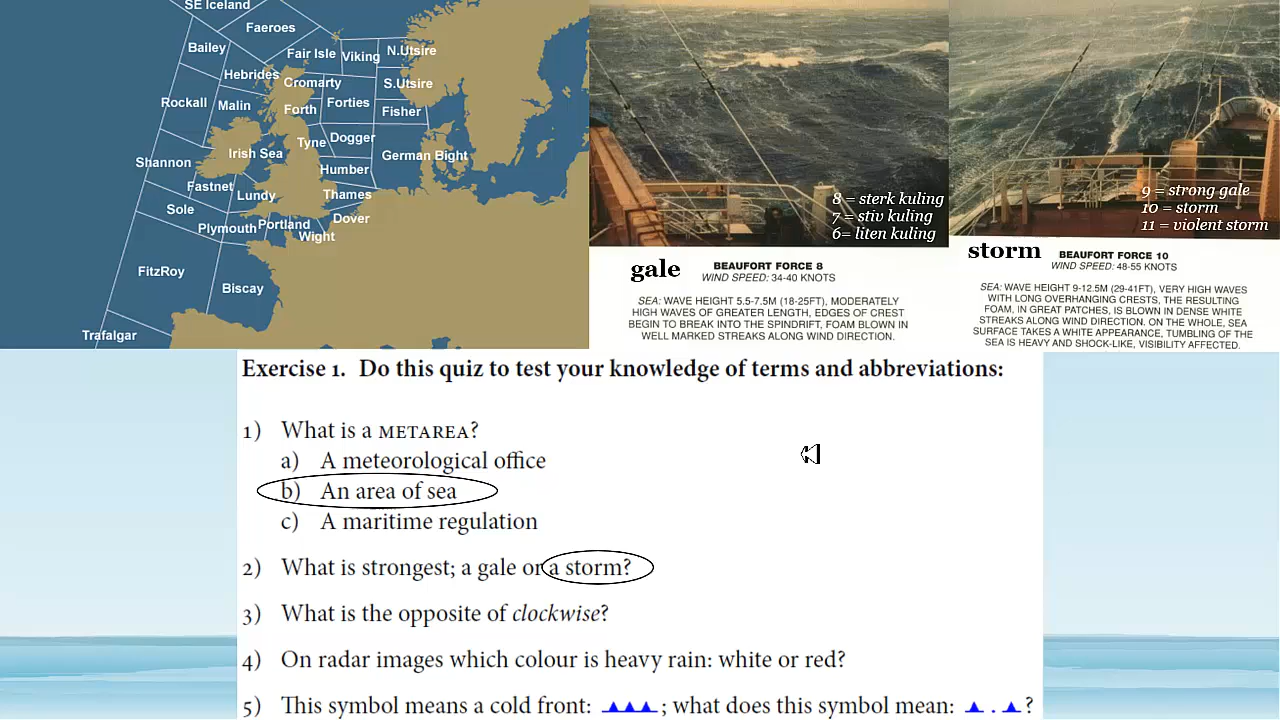 SE Iceland
Faeroes
Bailey
Fair Isle
Viking
N.Utsire
Hebrides
Cromarty
S.Utsire
Rockall
Malin
Forth
Forties
Fisher
Tyne
Dogger
Shannon
Irish Sea
German Bight
Humber
Fastnet
Lundy
Thames
Sole
Plymouth
Portland
Dover
Wight
FitzRoy
Biscay
Trafalgar
8 = sterk kuling
7 = stiv kuling
6= liten kuling
gale
BEAUFORT FORCE 8
WIND SPEED: 34-40 KNOTS
SEA: WAVE HEIGHT 5.5-7.5M (18-25FT), MODERATELY
HIGH WAVES OF GREATER LENGTH, EDGES OF CREST
BEGIN TO BREAK INTO THE SPINDRIFT, FOAM BLOWN IN
WELL MARKED STREAKS ALONG WIND DIRECTION.
9 = strong gale
10 = storm
11 = violent storm
storm
BEAUFORT FORCE 10
WIND SPEED: 48-55 KNOTS
SEA: WAVE HEIGHT 9-12.5M (29-41FT), VERY HIGH WAVES
WITH LONG OVERHANGING CRESTS, THE RESULTING
FOAM, IN GREAT PATCHES, IS BLOWN IN DENSE WHITE
STREAKS ALONG WIND DIRECTION. ON THE WHOLE, SEA
SURFACE TAKES A WHITE APPEARANCE, TUMBLING OF THE
SEA IS HEAVY AND SHOCK-LIKE, VISIBILITY AFFECTED.
Exercise 1. Do this quiz to test your knowledge of terms and abbreviations:
1) What is a METAREA?
a) A meteorological office
b) An area of sea
c) A maritime regulation
2) What is strongest; a gale or a storm?
3) What is the opposite of clockwise?
4) On radar images which colour is heavy rain: white or red?
5) This symbol means a cold front: ▲▲▲; what does this symbol mean: ▲.▲?